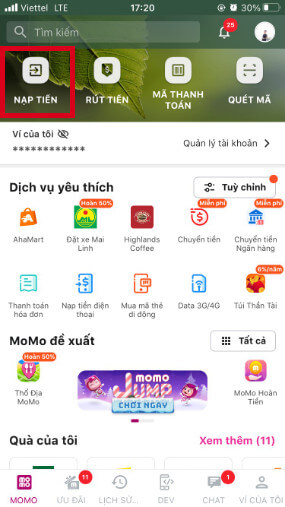 Viettel LTE 17:20 30%
Tìm kiếm
25
NẠP TIỀN
RÚT TIỀN
MÃ THANH TOÁN
QUÉT MÃ
Ví của tôi
************
Quản lý tài khoản
Dịch vụ yêu thích
Tuỳ chỉnh
Hoàn 50%
Miễn phí
Miễn phí
AhaMart
Đặt xe Mai Linh
Highlands Coffee
Chuyển tiền
Chuyển tiền Ngân hàng
6%/năm
Thanh toán hóa đơn
Nạp tiền điện thoại
Mua mã thẻ di động
Data 3G/4G
Túi Thần Tài
MoMo đề xuất
Tất cả
Hoàn 50%
MOMO
JUMP
CHƠI NGAY
Thổ Địa MoMo
MoMo Hoàn Tiền
Quà của tôi
Xem thêm (11)
mo
mo
11
1
MOMO
ƯU ĐÃI
LỊCH SỬ...
DEV
CHAT
VÍ CỦA TÔI